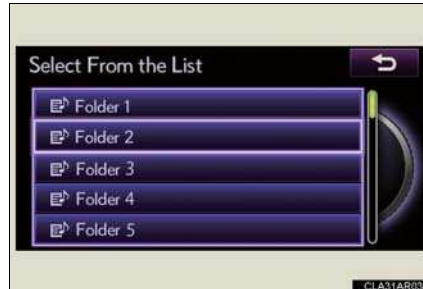 Select From the List
Folder 1
Folder 2
Folder 3
Folder 4
Folder 5
CLA31AR03